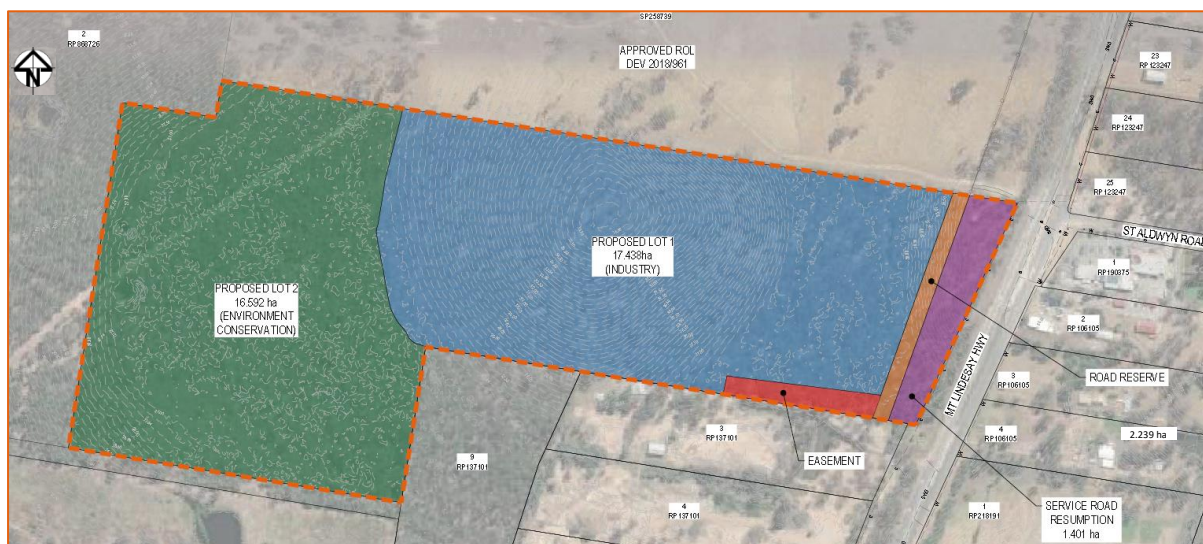 SP258739
2
RP868726
N
APPROVED ROL
DEV 2018/961
23
RP123247
24
RP123247
25
RP123247
ST ALDWYN ROAD
PROPOSED LOT 1
17.438ha
(INDUSTRY)
PROPOSED LOT 2
16.592 ha
(ENVIRONMENT
CONSERVATION)
1
RP190375
2
RP106105
3
RP106105
4
RP106105
2.239 ha
MT LINDESAY HWY
ROAD RESERVE
3
RP137101
EASEMENT
9
RP137101
4
RP137101
1
RP218191
SERVICE ROAD
RESUMPTION
1.401 ha